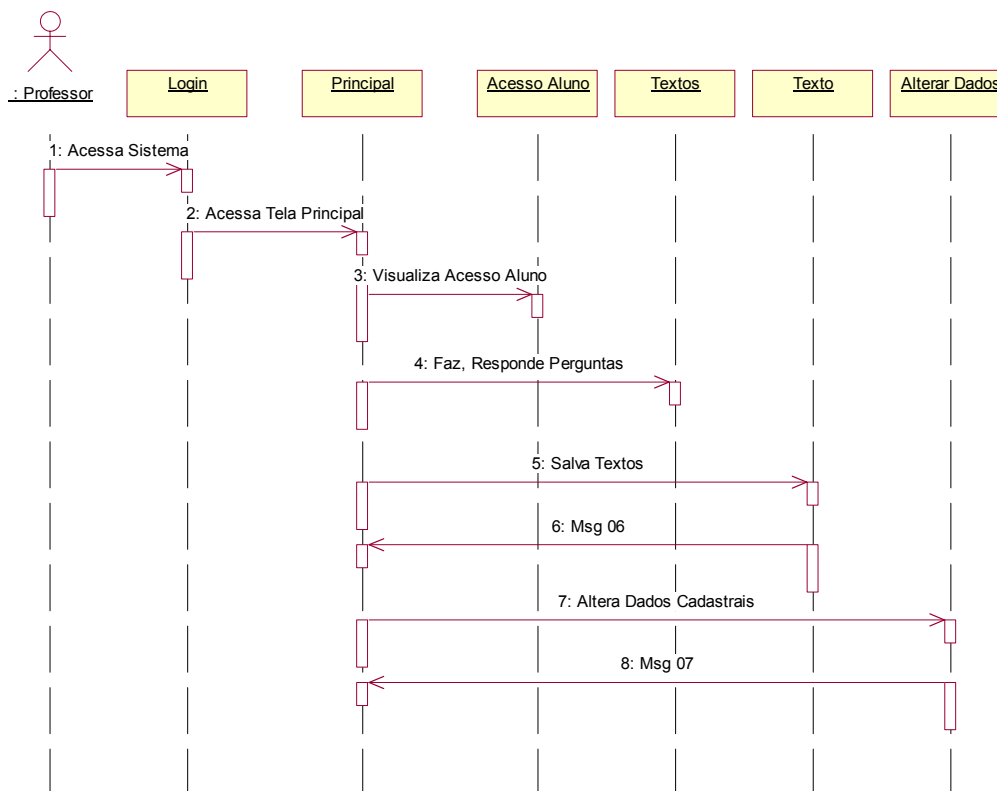 _: Professor
Login
Principal
Acesso Aluno
Textos
Texto
Alterar Dados
1: Acessa Sistema
2: Acessa Tela Principal
3: Visualiza Acesso Aluno
4: Faz, Responde Perguntas
5: Salva Textos
6: Msg 06
7: Altera Dados Cadastrais
8: Msg 07